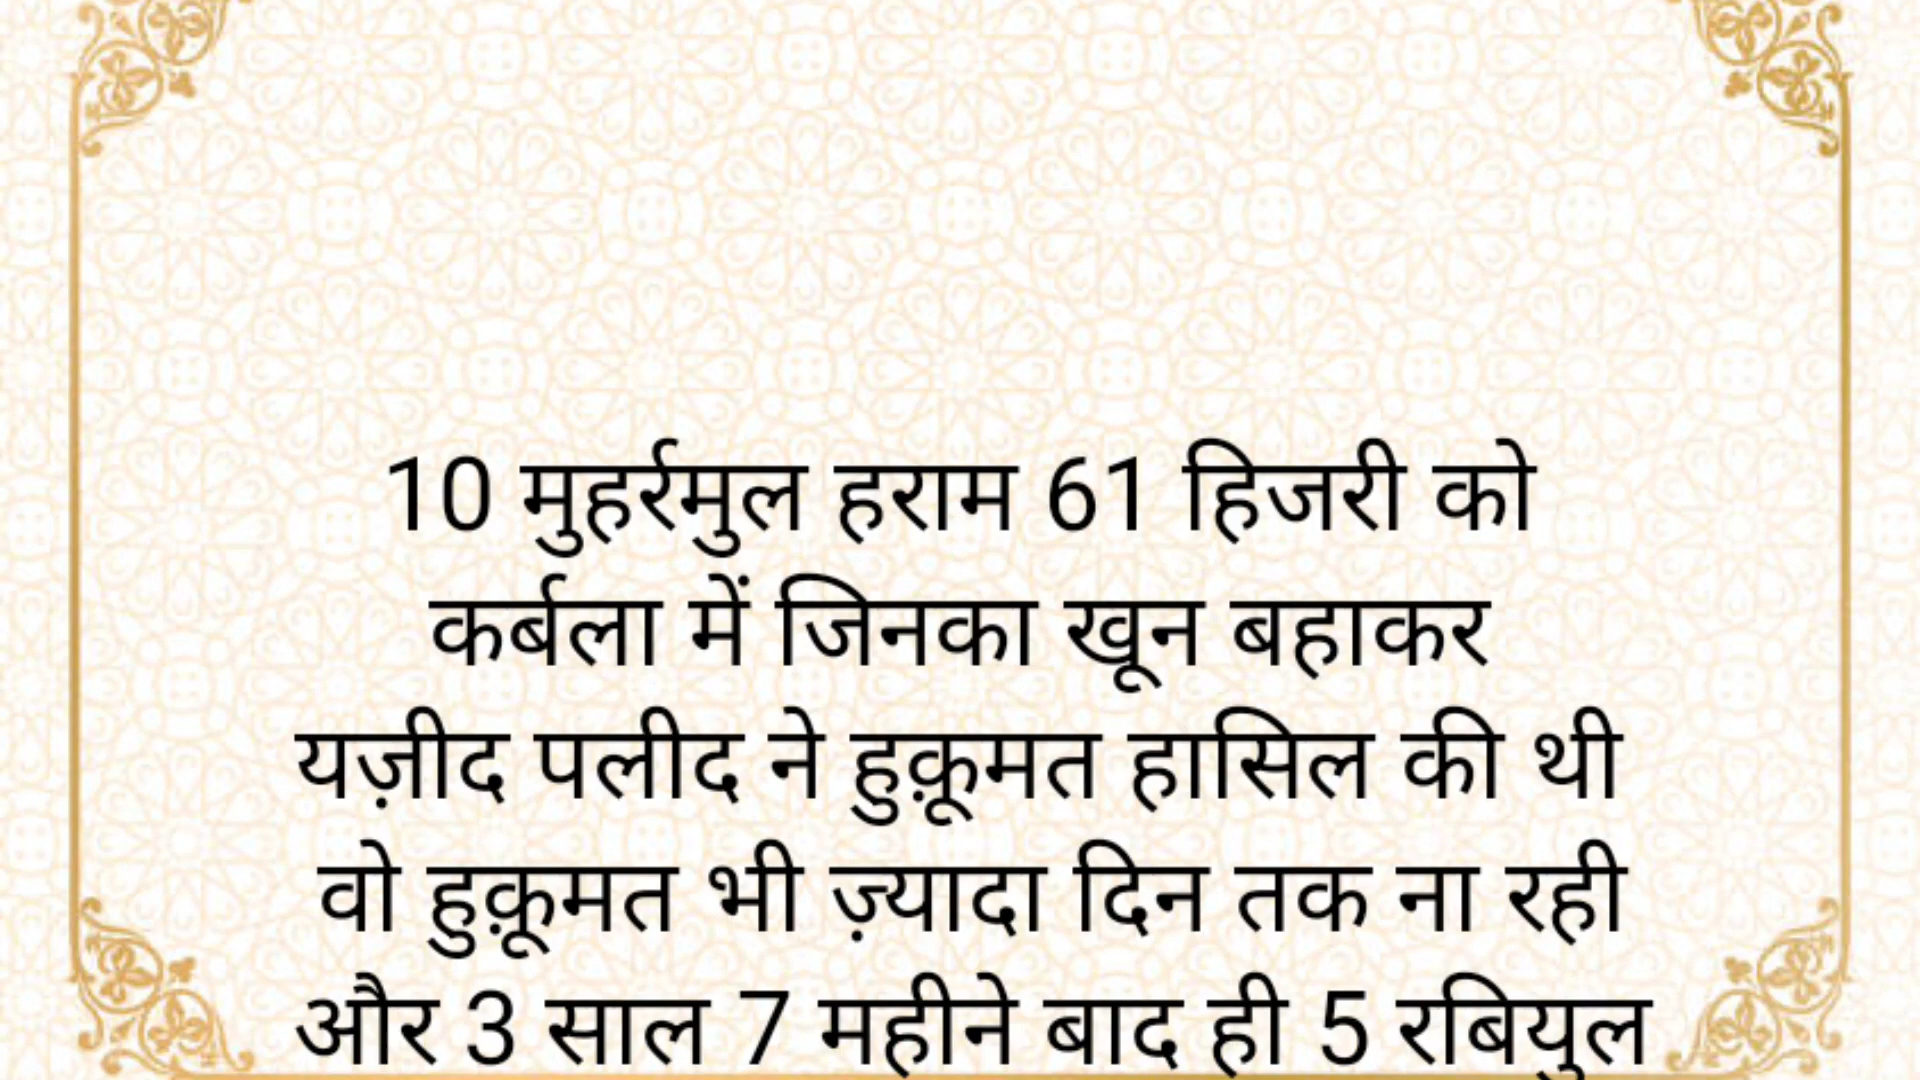 10 मुहर्रमुल हराम 61 हिजरी को
कर्बला में जिनका खून बहाकर
यज़ीद पलीद ने हुक़ूमत हासिल की थी
वो हुक़ूमत भी ज़्यादा दिन तक ना रही
और 3 साल 7 महीने बाद ही 5 रबियुल